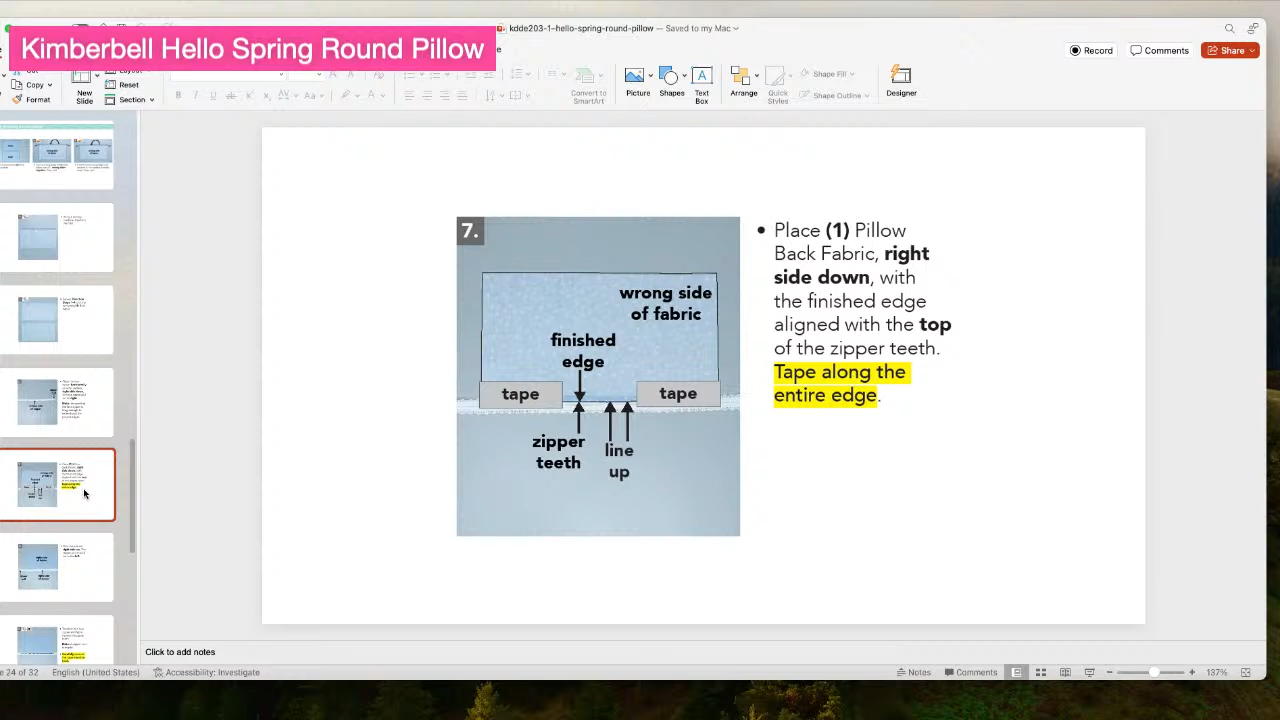 Kimberbell Hello Spring Round Pillow
kdde203-1-hello-spring-round-pillow — Saved to my Mac
Record
Comments
Share
Cut
Copy
Format
New
Slide
Layout
Reset
Section
Convert to
SmartArt
Picture
Shapes
Text
Box
Arrange
Quick
Styles
Shape Fill
Shape Outline
Designer
7.
wrong side
of fabric
finished
edge
tape
tape
zipper
teeth
line
up
• Place (1) Pillow
Back Fabric, right
side down, with
the finished edge
aligned with the top
of the zipper teeth.
Tape along the
entire edge.
Click to add notes
24 of 32
English (United States)
Accessibility: Investigate
Notes
Comments
137%